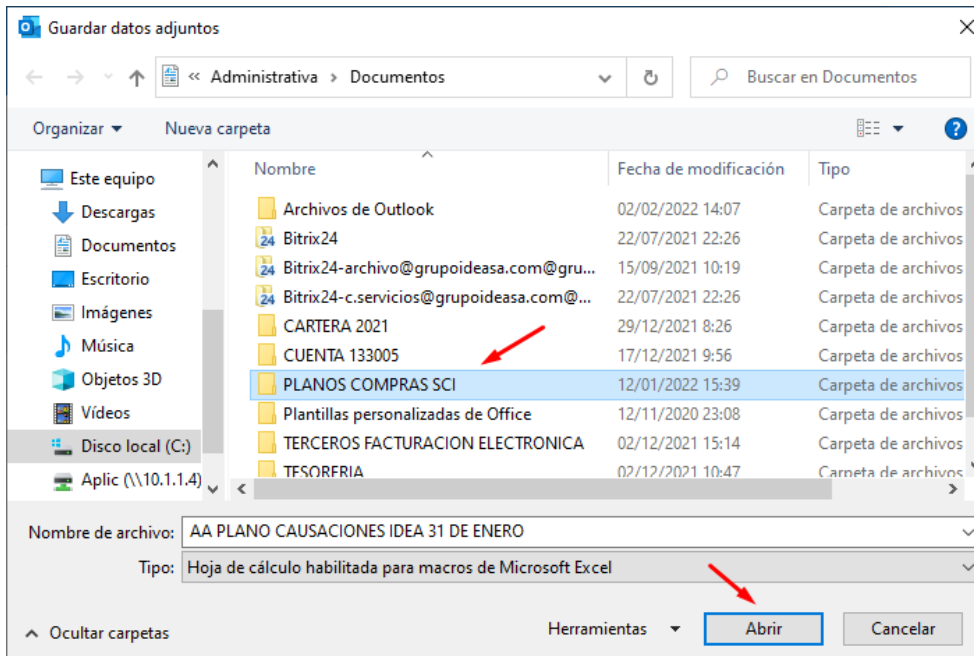 Guardar datos adjuntos
« Administrativa › Documentos
Buscar en Documentos
Organizar Nueva carpeta
Nombre Fecha de modificación Tipo
Este equipo
Descargas
Documentos
Escritorio
Imágenes
Música
Objetos 3D
Vídeos
Disco local (C:)
Aplic (\\10.1.1.4)
Archivos de Outlook 02/02/2022 14:07 Carpeta de archivos
24 Bitrix24 22/07/2021 22:26 Carpeta de archivos
24 Bitrix24-archivo@grupoideasa.com@gru... 15/09/2021 10:19 Carpeta de archivos
24 Bitrix24-c.servicios@grupoideasa.com@... 22/07/2021 22:26 Carpeta de archivos
CARTERA 2021 29/12/2021 8:26 Carpeta de archivos
CUENTA 133005 17/12/2021 9:56 Carpeta de archivos
PLANOS COMPRAS SCI 12/01/2022 15:39 Carpeta de archivos
Plantillas personalizadas de Office 12/11/2020 23:08 Carpeta de archivos
TERCEROS FACTURACION ELECTRONICA 02/12/2021 15:14 Carpeta de archivos
TESORERIA 02/12/2021 10:47 Carpeta de archivos
Nombre de archivo: AA PLANO CAUSACIONES IDEA 31 DE ENERO
Tipo: Hoja de cálculo habilitada para macros de Microsoft Excel
Ocultar carpetas Herramientas Abrir Cancelar